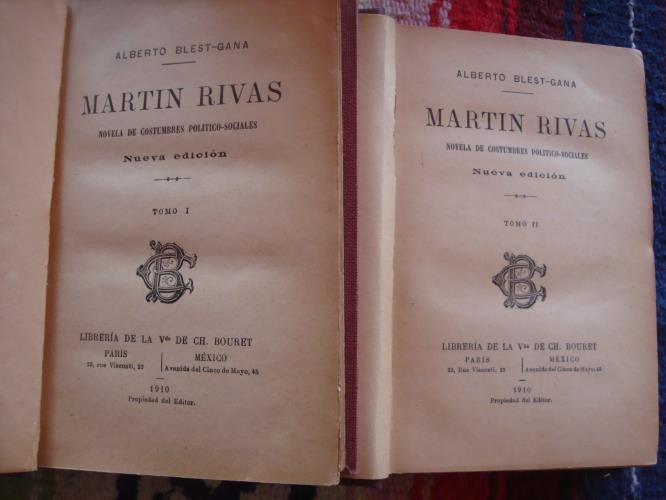 ALBERTO BLEST-GANA
MARTIN RIVAS
NOVELA DE COSTUMBRES POLITICO-SOCIALES
Nueva edición
TOMO I
LIBRERÍA DE LA Vda DE CH. BOURET
PARÍS
23, rue Visconti, 23
MÉXICO
Avenida del Cinco de Mayo, 45
1910
Propiedad del Editor.
ALBERTO BLEST-GANA
MARTIN RIVAS
NOVELA DE COSTUMBRES POLITICO-SOCIALES
Nueva edición
TOMO II
LIBRERÍA DE LA Vda DE CH. BOURET
PARÍS
23, Rue Visconti, 23
MÉXICO
Avenida del Cinco de Mayo, 45
1910
Propiedad del Editor.